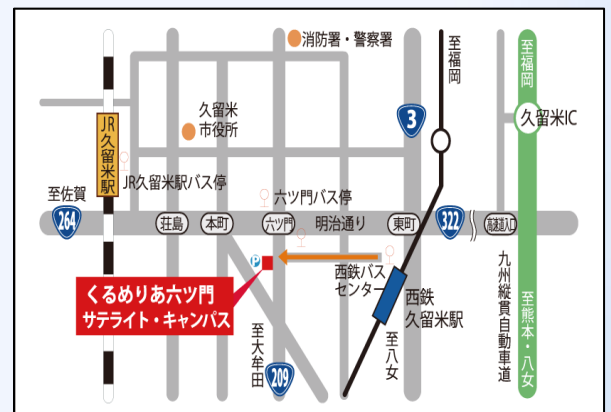 消防署・警察署
至福岡
至福岡
久留米
市役所
3
久留米IC
JR久留米駅
JR久留米駅バス停
至佐賀
六ツ門バス停
264
荘島
本町
六ツ門
明治通り
東町
322
高速道入口
P
西鉄バス
センター
くるめりあ六ツ門
サテライト・キャンパス
西鉄
久留米駅
九州縦貫自動車道
至熊本・八女
至大牟田
209
至八女